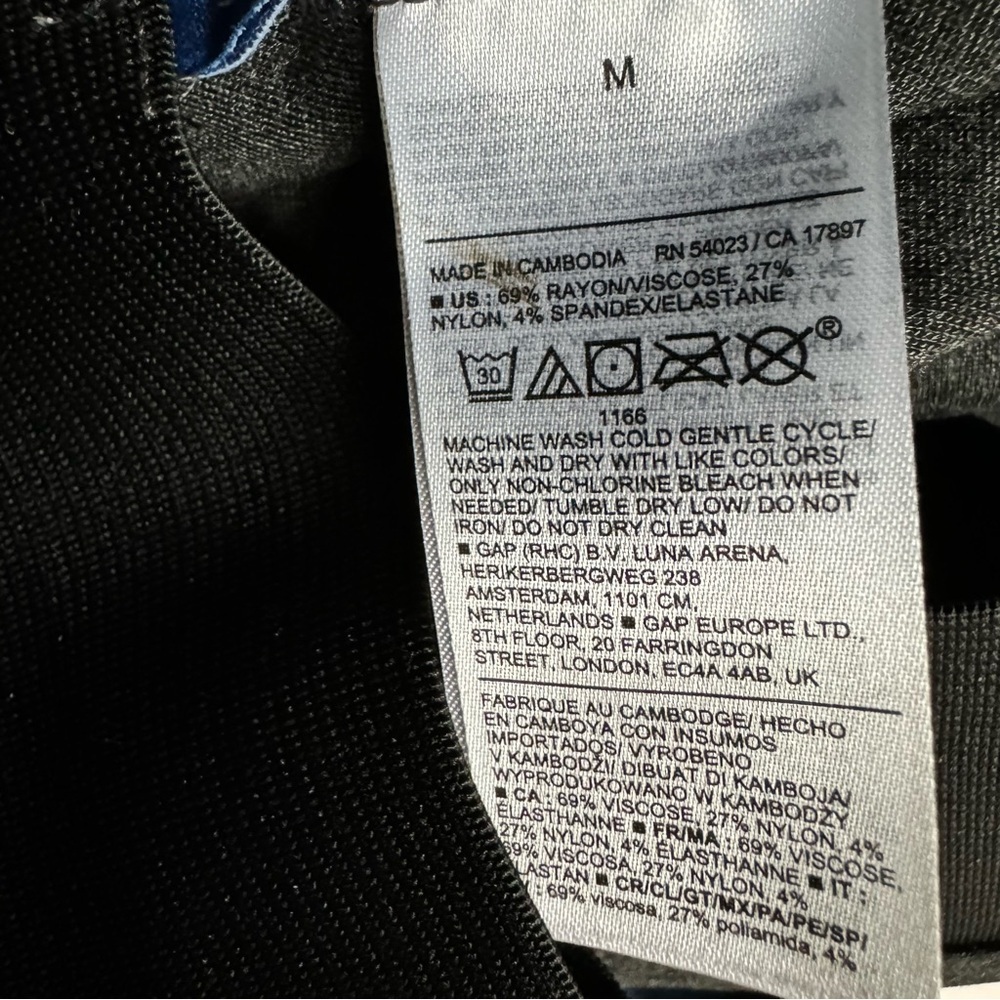 M
MADE IN CAMBODIA RN 54023 / CA 17897
■ US : 69% RAYON/VISCOSE, 27%
NYLON, 4% SPANDEX/ELASTANE
30 ®
1166
MACHINE WASH COLD GENTLE CYCLE/
WASH AND DRY WITH LIKE COLORS/
ONLY NON-CHLORINE BLEACH WHEN
NEEDED/ TUMBLE DRY LOW/ DO NOT
IRON/ DO NOT DRY CLEAN
■ GAP (RHC) B.V. LUNA ARENA,
HERIKERBERGWEG 238
AMSTERDAM, 1101 CM,
NETHERLANDS ■ GAP EUROPE LTD.,
8TH FLOOR, 20 FARRINGDON
STREET, LONDON, EC4A 4AB, UK
FABRIQUE AU CAMBODGE/ HECHO
EN CAMBOYA CON INSUMOS
IMPORTADOS/ VYROBENO
V KAMBODŽI/ DIBUAT DI KAMBOJA/
WYPRODUKOWANO W KAMBODŻY
■ CA : 69% VISCOSE, 27% NYLON, 4%
ÉLASTHANNE ■ FR/MA : 69% VISCOSE,
27% NYLON, 4% ÉLASTHANNE ■ IT :
69% VISCOSA, 27% NYLON, 4%
ELASTAN ■ CR/CL/GT/MX/PA/PE/SP/
: 69% viscosa, 27% poliamida, 4%